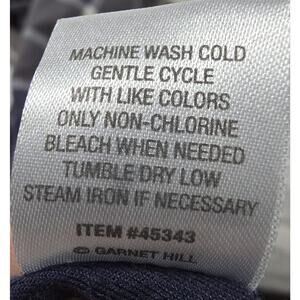 MACHINE WASH COLD
GENTLE CYCLE
WITH LIKE COLORS
ONLY NON-CHLORINE
BLEACH WHEN NEEDED
TUMBLE DRY LOW
STEAM IRON IF NECESSARY
ITEM #45343
© GARNET HILL